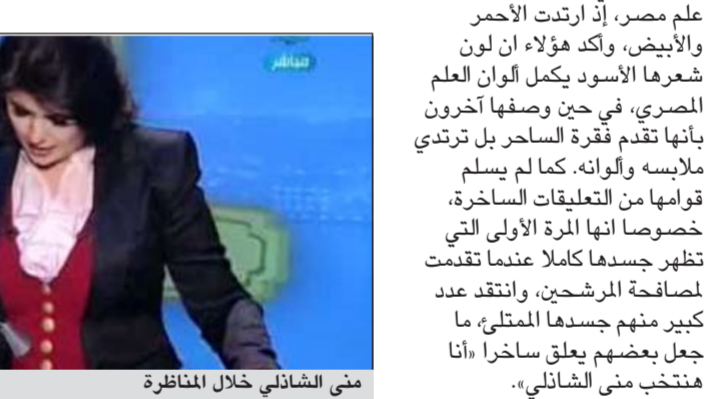 علم مصر، إذ ارتدت الأحمر
والأبيض، وأكد هؤلاء ان لون
شعرها الأسود يكمل ألوان العلم
المصري، في حين وصفها آخرون
بأنها تقدم فقرة الساحر بل ترتدي
ملابسه وألوانه. كما لم يسلم
قوامها من التعليقات الساخرة،
خصوصا انها المرة الأولى التي
تظهر جسدها كاملا عندما تقدمت
لمصافحة المرشحين، وانتقد عدد
كبير منهم جسدها الممتلئ، ما
جعل بعضهم يعلق ساخرا «أنا
هنتخب منى الشاذلي».
مباشر
منى الشاذلي خلال المناظرة